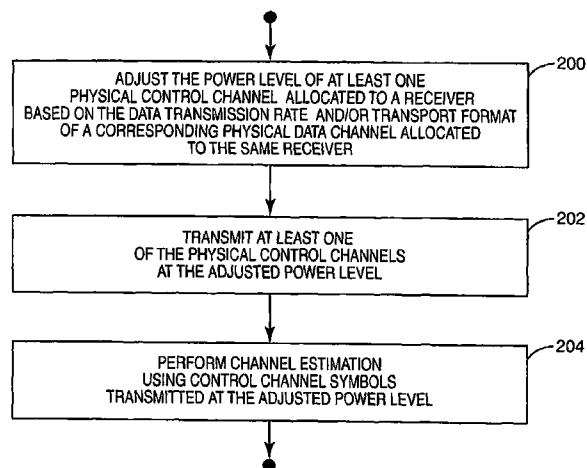 ADJUST THE POWER LEVEL OF AT LEAST ONE
PHYSICAL CONTROL CHANNEL ALLOCATED TO A RECEIVER
BASED ON THE DATA TRANSMISSION RATE AND/OR TRANSPORT FORMAT
OF A CORRESPONDING PHYSICAL DATA CHANNEL ALLOCATED
TO THE SAME RECEIVER
200
TRANSMIT AT LEAST ONE
OF THE PHYSICAL CONTROL CHANNELS
AT THE ADJUSTED POWER LEVEL
202
PERFORM CHANNEL ESTIMATION
USING CONTROL CHANNEL SYMBOLS
TRANSMITTED AT THE ADJUSTED POWER LEVEL
204